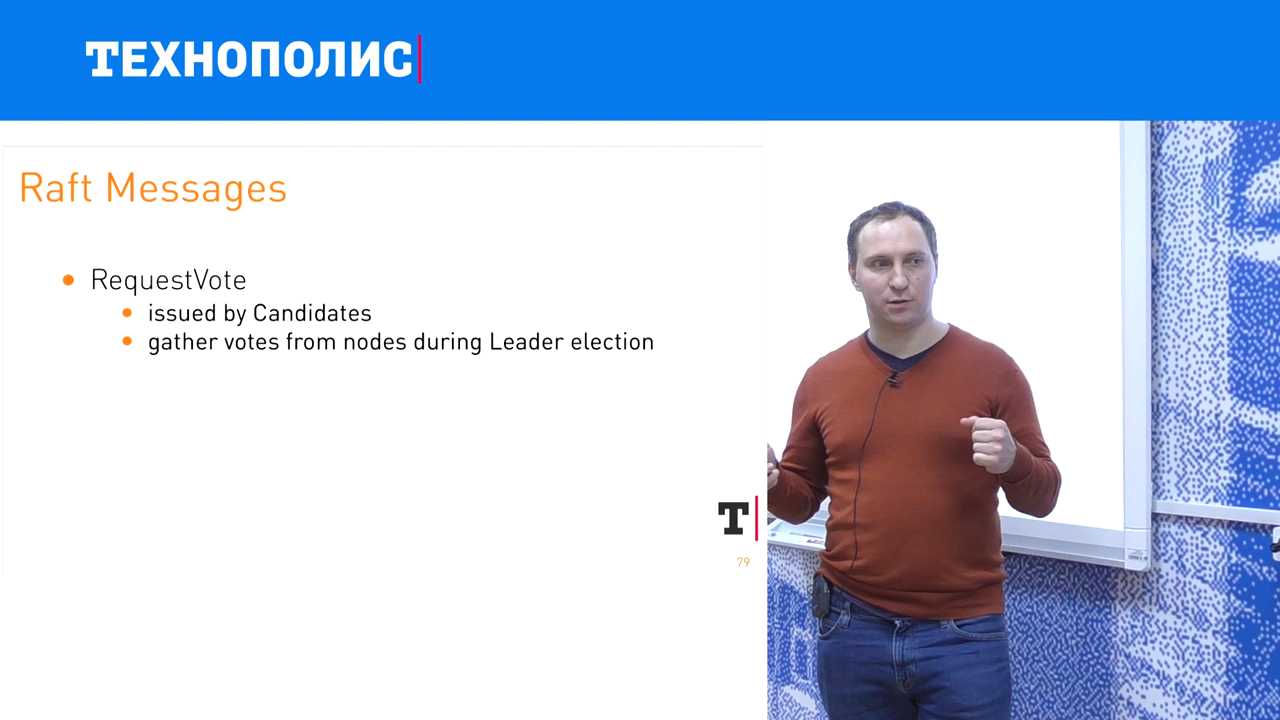 ТЕХНОПОЛИС
Raft Messages
RequestVote
issued by Candidates
gather votes from nodes during Leader election
Т
79